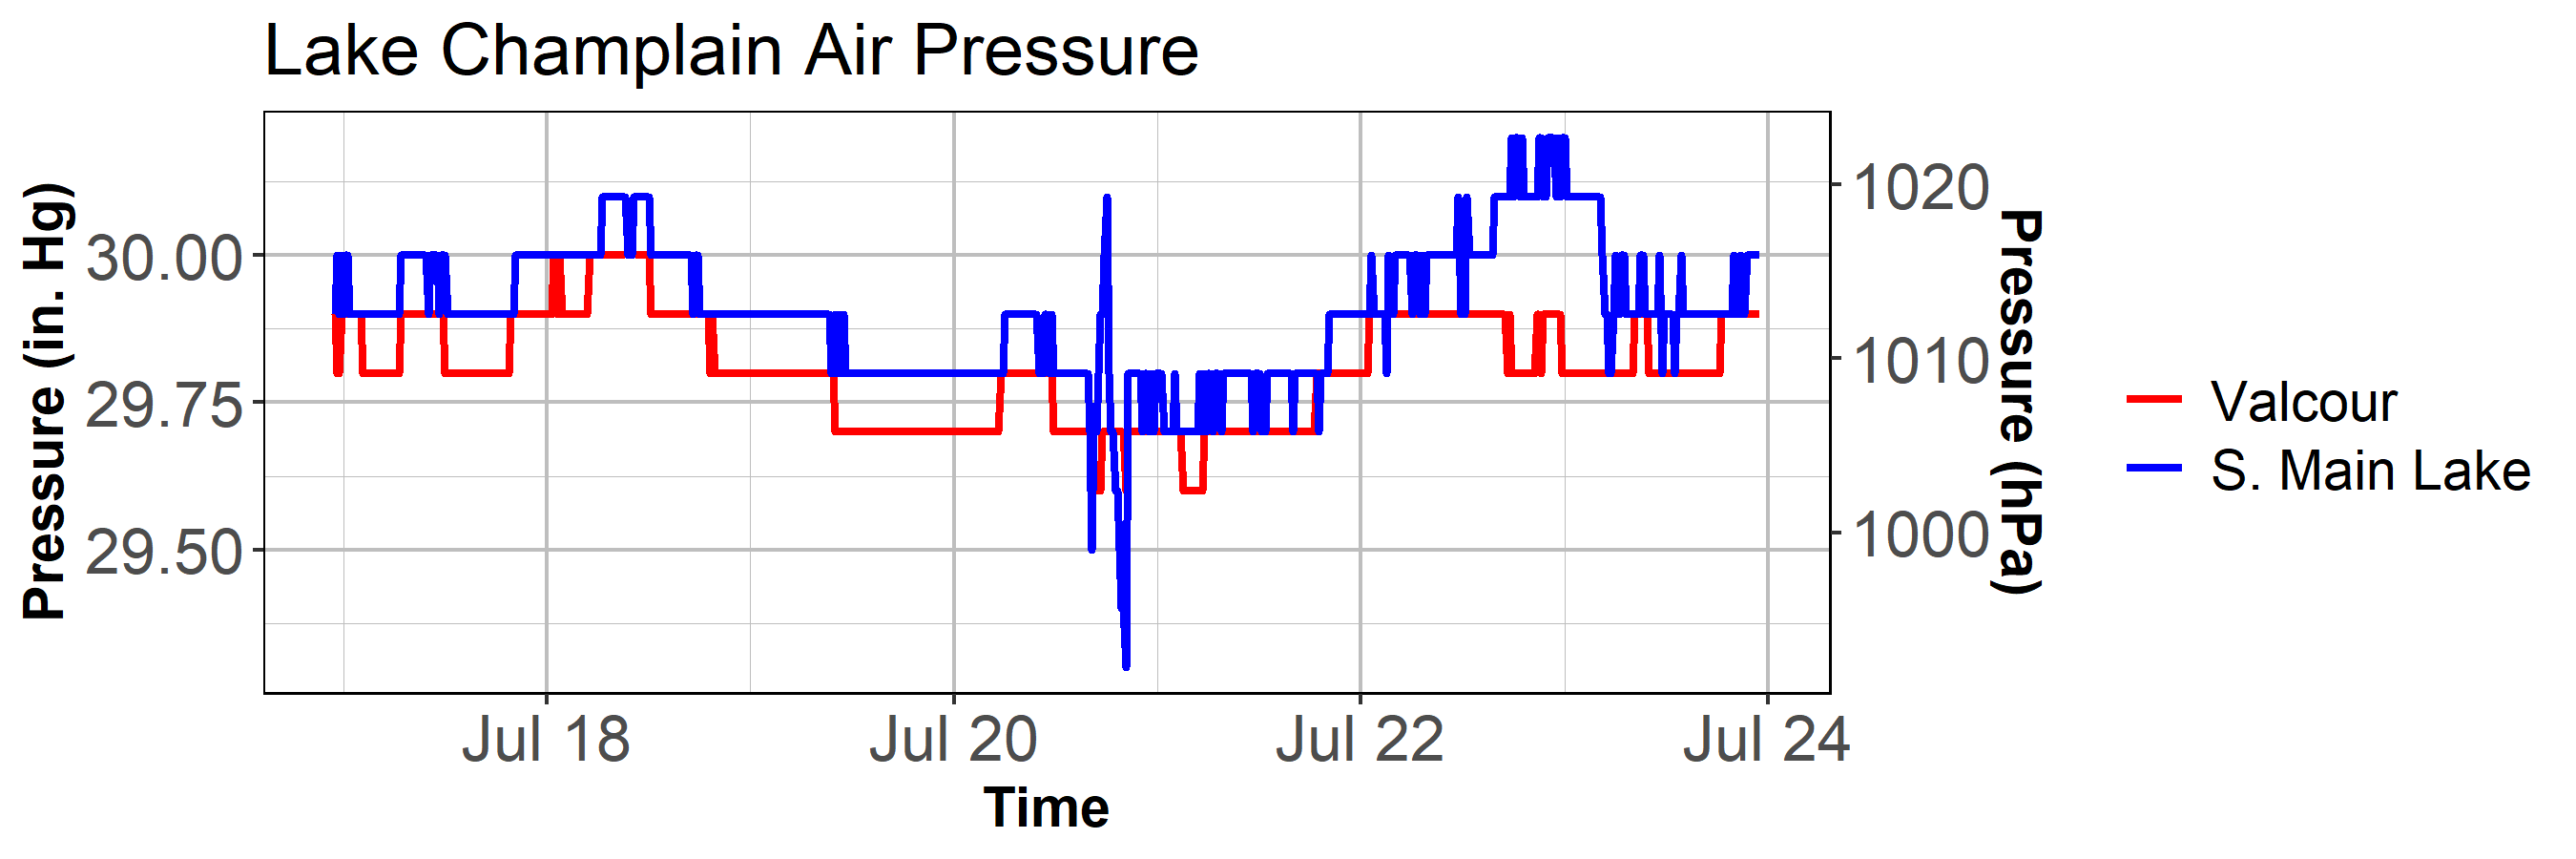 Lake Champlain Air Pressure
Pressure (in. Hg)
30.00
29.75
29.50
1020
1010
1000
Pressure (hPa)
Jul 18
Jul 20
Jul 22
Jul 24
Time
Valcour
S. Main Lake